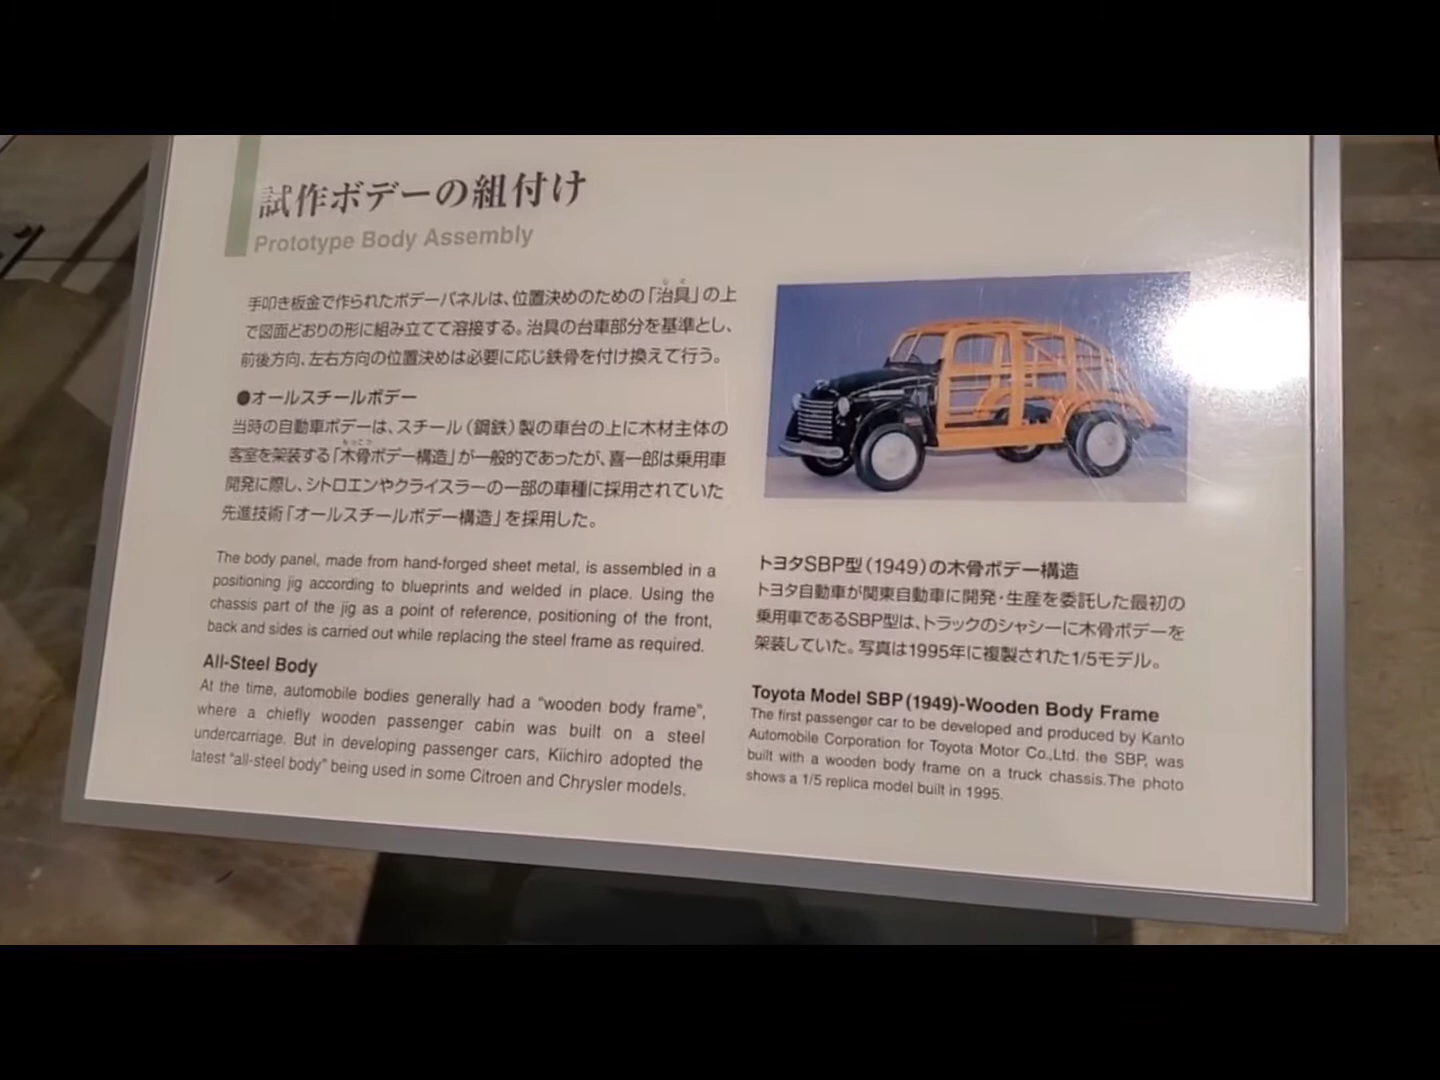 試作ボデーの組付け
Prototype Body Assembly
手叩き板金で作られたボデーパネルは、位置決めのための「治具」の上
で図面どおりの形に組み立てて溶接する。治具の台車部分を基準とし、
前後方向、左右方向の位置決めは必要に応じ鉄骨を付け換えて行う。
●オールスチールボデー
当時の自動車ボデーは、スチール(鋼鉄)製の車台の上に木材主体の
客室を架装する「木骨ボデー構造」が一般的であったが、喜一郎は乗用車
開発に際し、シトロエンやクライスラーの一部の車種に採用されていた
先進技術「オールスチールボデー構造」を採用した。
The body panel, made from hand-forged sheet metal, is assembled in a
positioning jig according to blueprints and welded in place. Using the
chassis part of the jig as a point of reference, positioning of the front,
back and sides is carried out while replacing the steel frame as required.
All-Steel Body
At the time, automobile bodies generally had a "wooden body frame",
where a chiefly wooden passenger cabin was built on a steel
undercarriage. But in developing passenger cars, Kiichiro adopted the
latest "all-steel body" being used in some Citroen and Chrysler models.
トヨタSBP型(1949)の木骨ボデー構造
トヨタ自動車が関東自動車に開発・生産を委託した最初の
乗用車であるSBP型は、トラックのシャシーに木骨ボデーを
架装していた。写真は1995年に複製された1/5モデル。
Toyota Model SBP(1949)-Wooden Body Frame
The first passenger car to be developed and produced by Kanto
Automobile Corporation for Toyota Motor Co.,Ltd, the SBP, was
built with a wooden body frame on a truck chassis.The photo
shows a 1/5 replica model built in 1995.